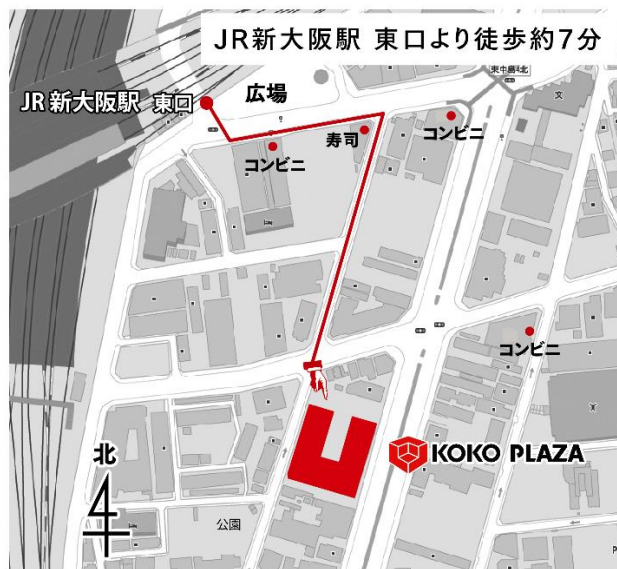 JR新大阪駅 東口より徒歩約7分
東中島北
文
JR新大阪駅 東口
広場
コンビニ
寿司
コンビニ
コンビニ
文
KOKO PLAZA
北
公園